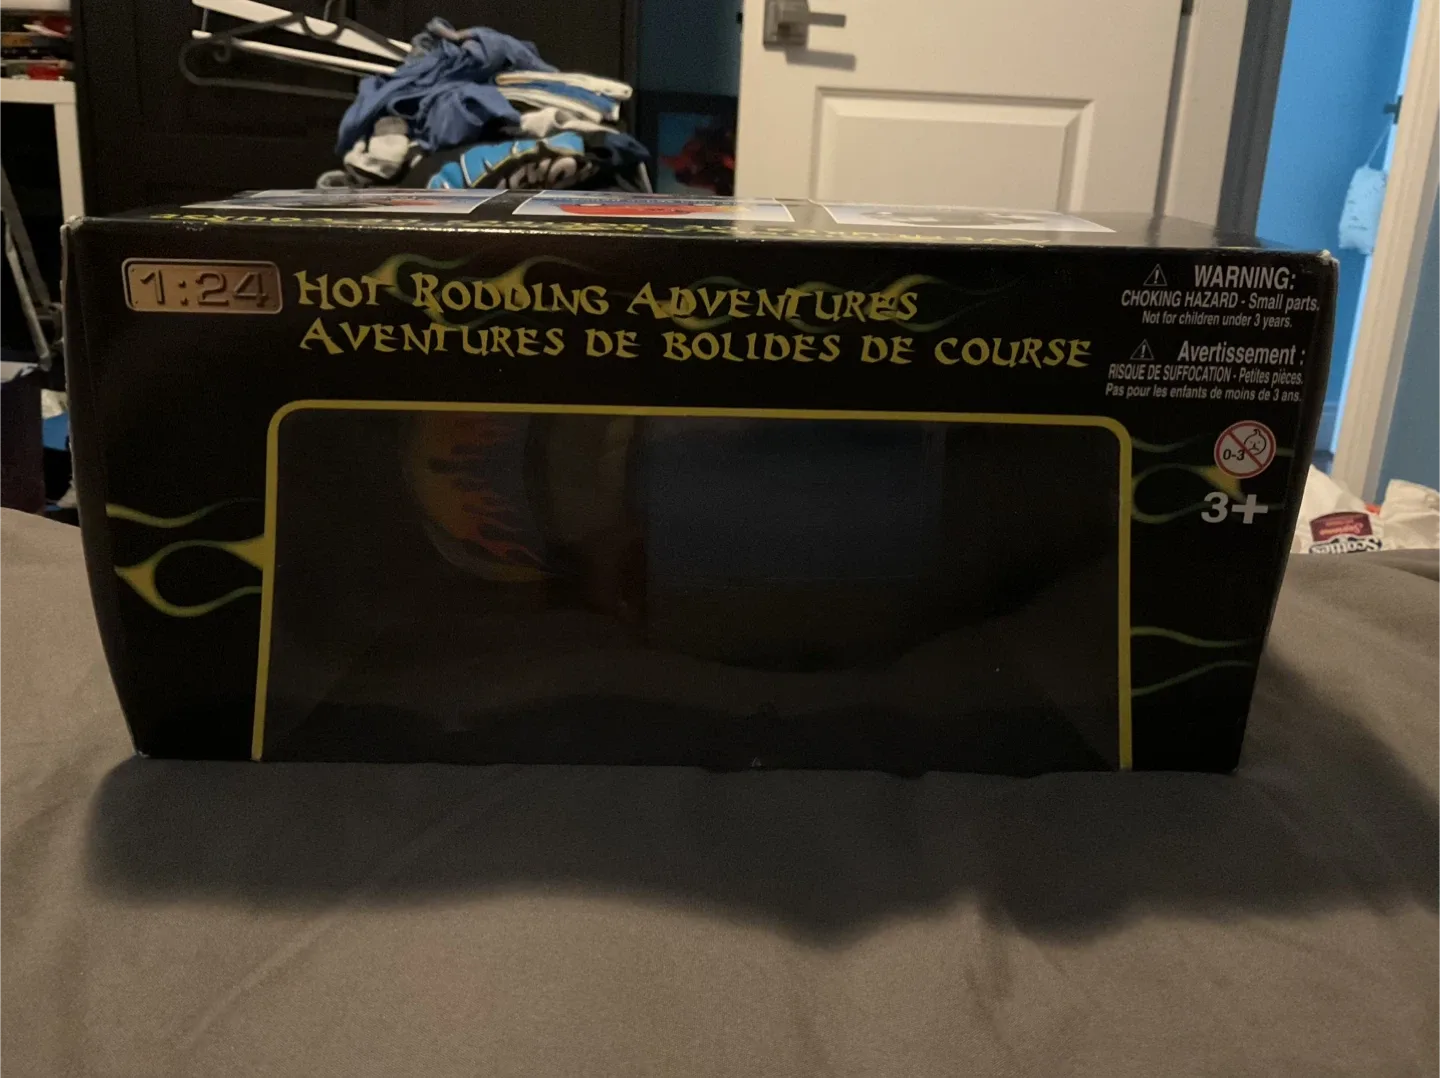 1:24
HOT RODDING ADVENTURES
AVENTURES DE BOLIDES DE COURSE
WARNING:
CHOKING HAZARD - Small parts.
Not for children under 3 years.
Avertissement :
RISQUE DE SUFFOCATION - Petites pièces.
Pas pour les enfants de moins de 3 ans.
0-3
3+
Scotties